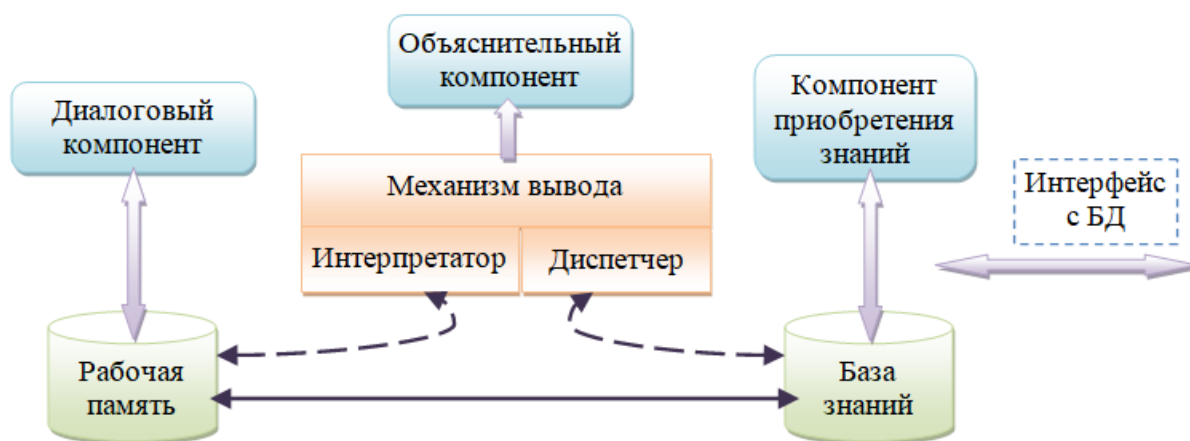 Объяснительный
компонент
Диалоговый
компонент
Компонент
приобретения
знаний
Механизм вывода
Интерпретатор
Диспетчер
Интерфейс
с БД
Рабочая
память
База
знаний